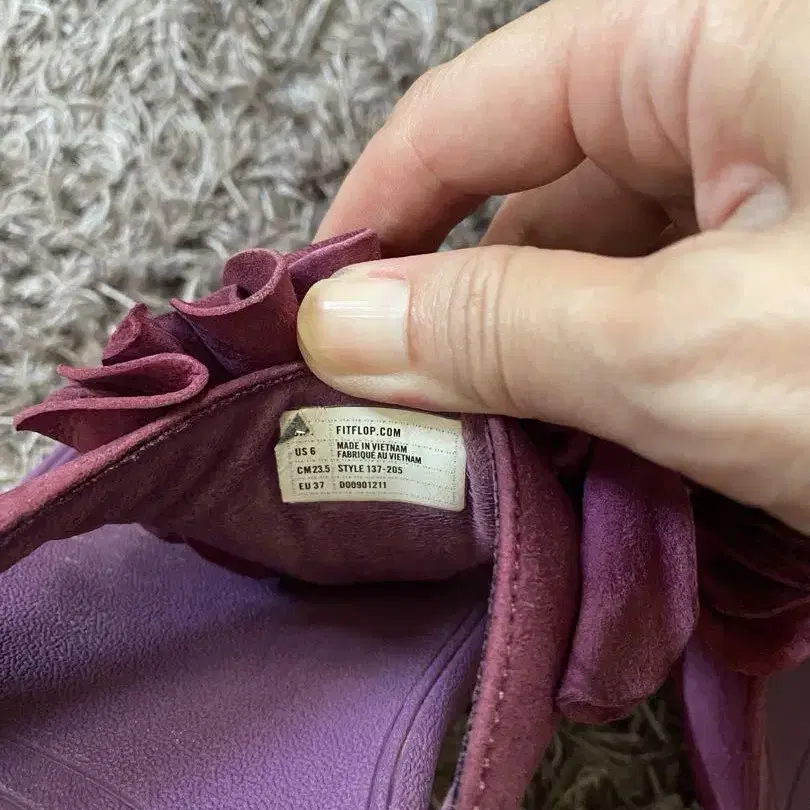 FITFLOP.COM
US 6 MADE IN VIETNAM
FABRIQUE AU VIETNAM
CM 23.5 STYLE 137-205
EU 37 D00901211